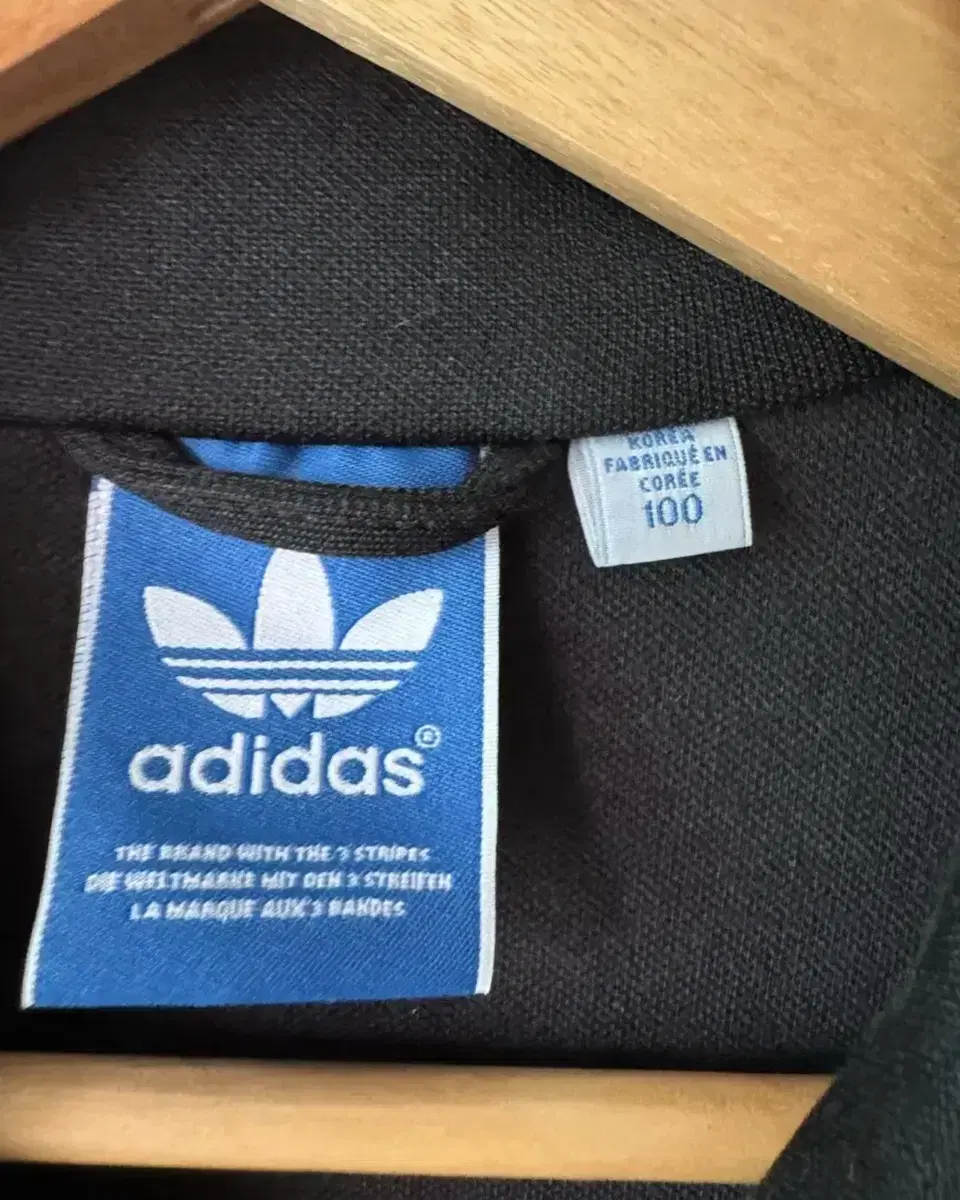 adidas®
THE BRAND WITH THE 3 STRIPES
DIE WELTMARKE MIT DEN 3 STREIFEN
LA MARQUE AUX 3 BANDES
KOREA
FABRIQUÉ EN
CORÉE
100